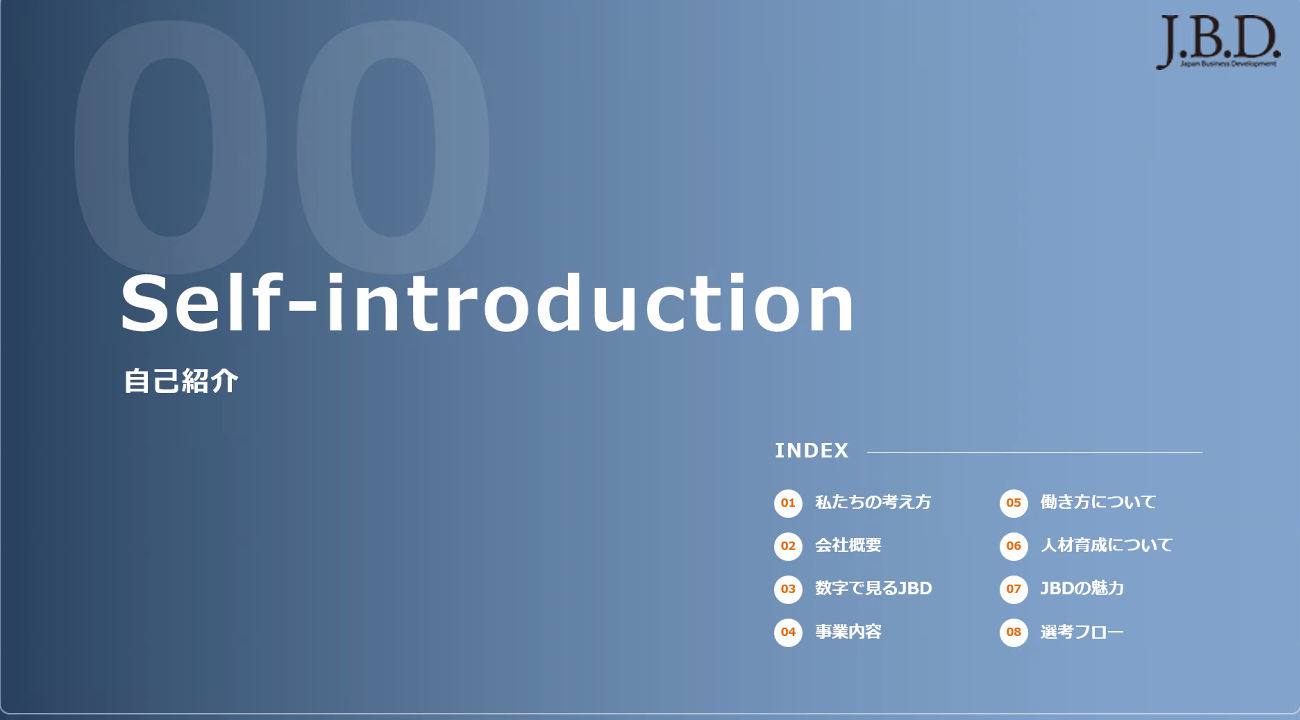 00
J.B.D.
Japan Business Development
Self-introduction
自己紹介
INDEX
01 私たちの考え方
02 会社概要
03 数字で見るJBD
04 事業内容
05 働き方について
06 人材育成について
07 JBDの魅力
08 選考フロー